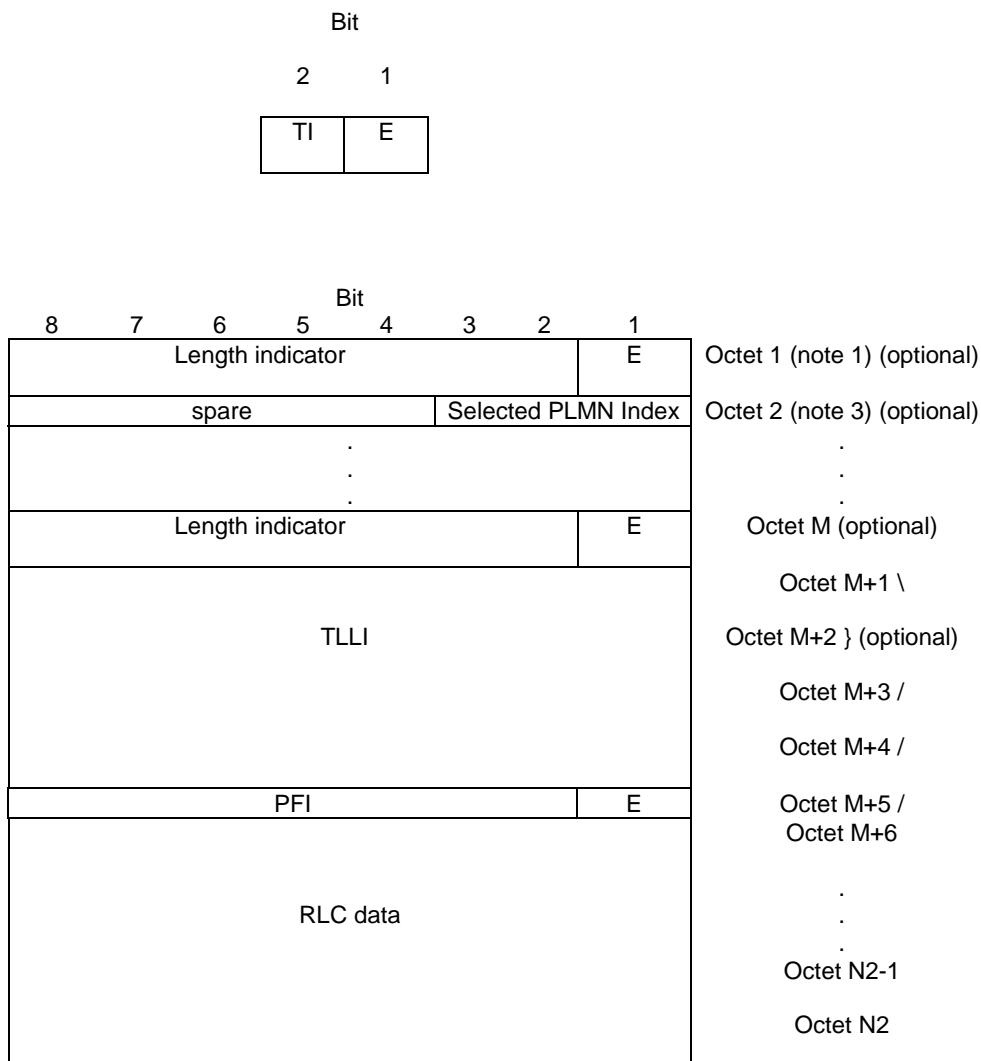 Bit
2 1
TI E
Bit
8 7 6 5 4 3 2 1
Length indicator E Octet 1 (note 1) (optional)
spare Selected PLMN Index Octet 2 (note 3) (optional)
. .
. .
. .
Length indicator E Octet M (optional)
Octet M+1 \
TLLI Octet M+2 } (optional)
Octet M+3 /
Octet M+4 /
PFI E Octet M+5 /
Octet M+6
.
RLC data .
.
Octet N2-1
Octet N2